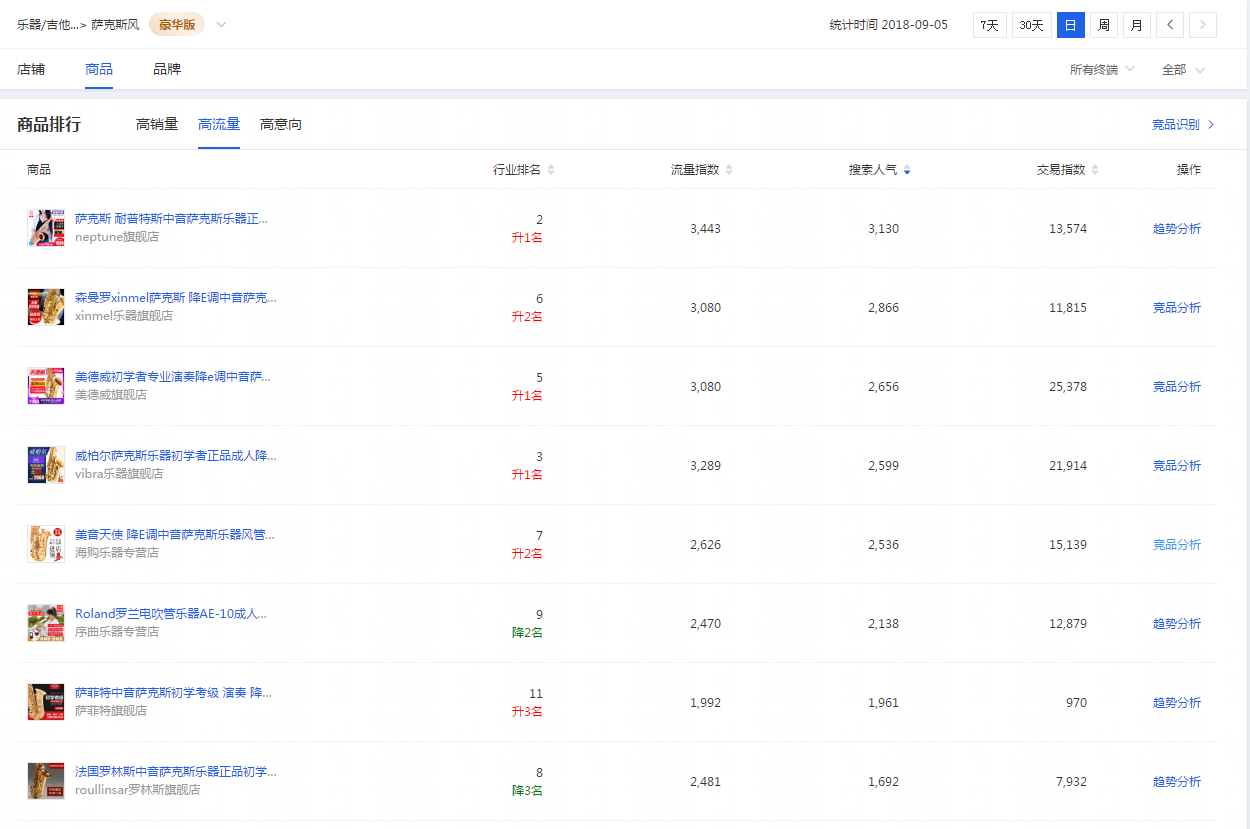 乐器/吉他...> 萨克斯风 豪华版 统计时间 2018-09-05 7天 30天 日 周 月
店铺 商品 品牌 所有终端 全部
商品排行 高销量 高流量 高意向 竞品识别
商品 行业排名 流量指数 搜索人气 交易指数 操作
萨克斯 耐普特斯中音萨克斯乐器正...
neptune旗舰店
2
升1名
3,443 3,130 13,574 趋势分析
森曼罗xinmel萨克斯 降E调中音萨克...
xinmel乐器旗舰店
6
升2名
3,080 2,866 11,815 竞品分析
美德威初学者专业演奏降e调中音萨...
美德威旗舰店
5
升1名
3,080 2,656 25,378 竞品分析
威柏尔萨克斯乐器初学者正品成人降...
vibra乐器旗舰店
3
升1名
3,289 2,599 21,914 竞品分析
美音天使 降E调中音萨克斯乐器风管...
海购乐器专营店
7
升2名
2,626 2,536 15,139 竞品分析
Roland罗兰电吹管乐器AE-10成人...
序曲乐器专营店
9
降2名
2,470 2,138 12,879 趋势分析
萨菲特中音萨克斯初学考级 演奏 降...
萨菲特旗舰店
11
升3名
1,992 1,961 970 趋势分析
法国罗林斯中音萨克斯乐器正品初学...
roullinsar罗林斯旗舰店
8
降3名
2,481 1,692 7,932 趋势分析